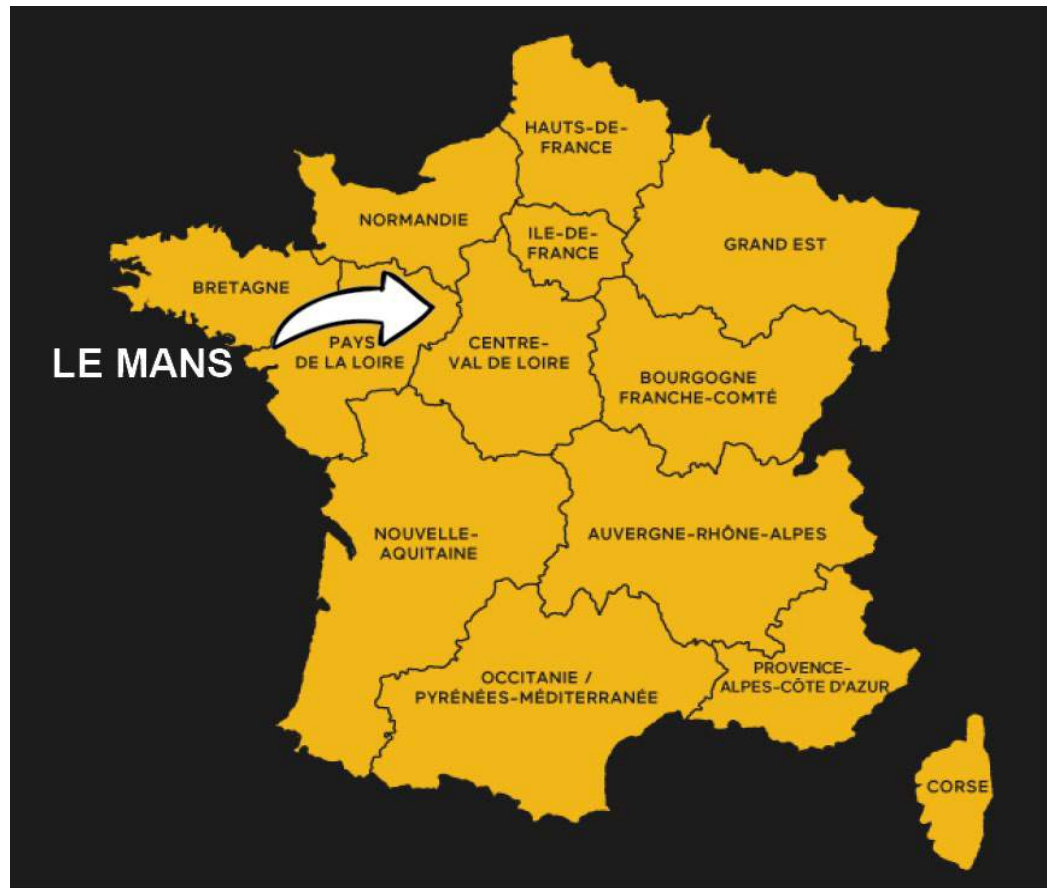 HAUTS-DE-
FRANCE
NORMANDIE
ILE-DE-
FRANCE
GRAND EST
BRETAGNE
LE MANS
PAYS
DE LA LOIRE
CENTRE-
VAL DE LOIRE
BOURGOGNE
FRANCHE-COMTÉ
NOUVELLE-
AQUITAINE
AUVERGNE-RHÔNE-ALPES
OCCITANIE /
PYRÉNÉES-MÉDITERRANÉE
PROVENCE-
ALPES-CÔTE D'AZUR
CORSE